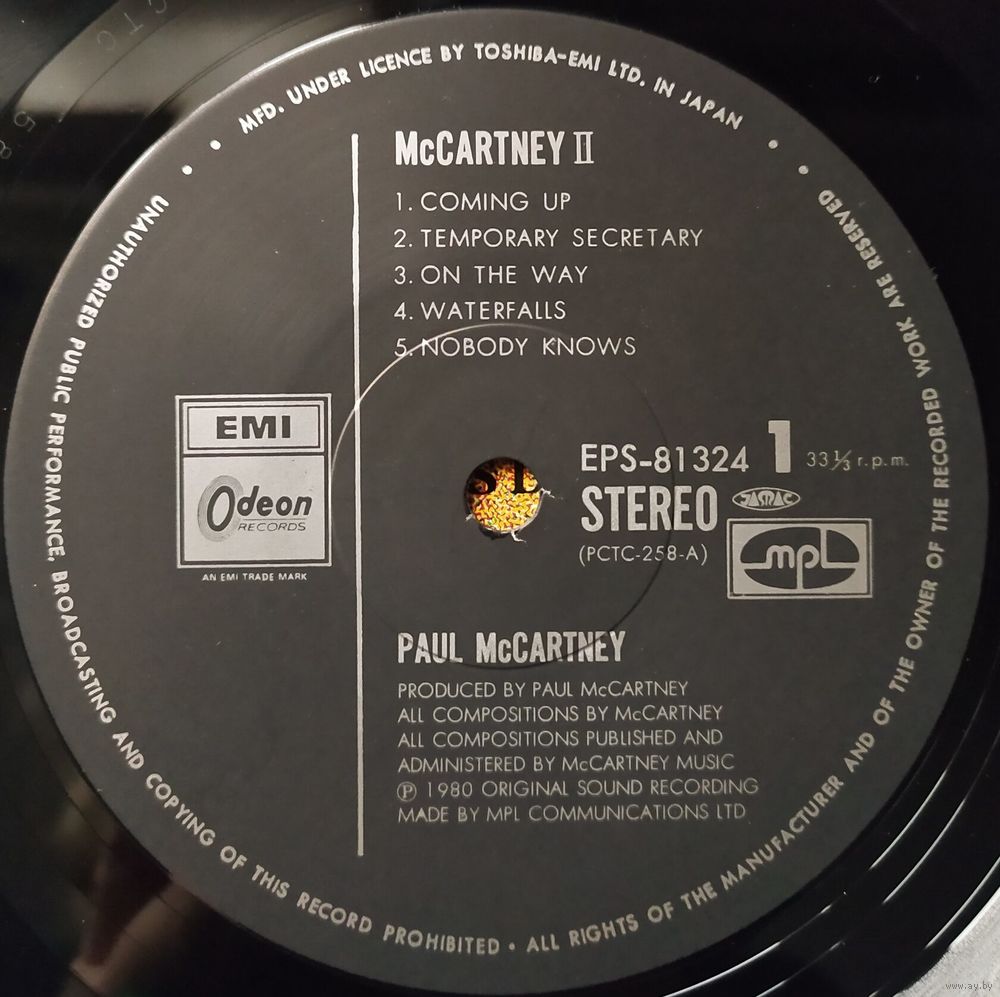 MFD. UNDER LICENCE BY TOSHIBA-EMI LTD. IN JAPAN
McCARTNEY II
1. COMING UP
2. TEMPORARY SECRETARY
3. ON THE WAY
4. WATERFALLS
5. NOBODY KNOWS
EMI
Odeon
RECORDS
AN EMI TRADE MARK
EPS-81324 1 33⅓ r.p.m.
STEREO JASRAC
(PCTC-258-A) mpl
PAUL McCARTNEY
PRODUCED BY PAUL McCARTNEY
ALL COMPOSITIONS BY McCARTNEY
ALL COMPOSITIONS PUBLISHED AND
ADMINISTERED BY McCARTNEY MUSIC
Ⓟ 1980 ORIGINAL SOUND RECORDING
MADE BY MPL COMMUNICATIONS LTD
UNAUTHORIZED PUBLIC PERFORMANCE, BROADCASTING AND COPYING OF THIS RECORD PROHIBITED • ALL RIGHTS OF THE MANUFACTURER AND OF THE OWNER OF THE RECORDED WORK ARE RESERVED
www.ay.by